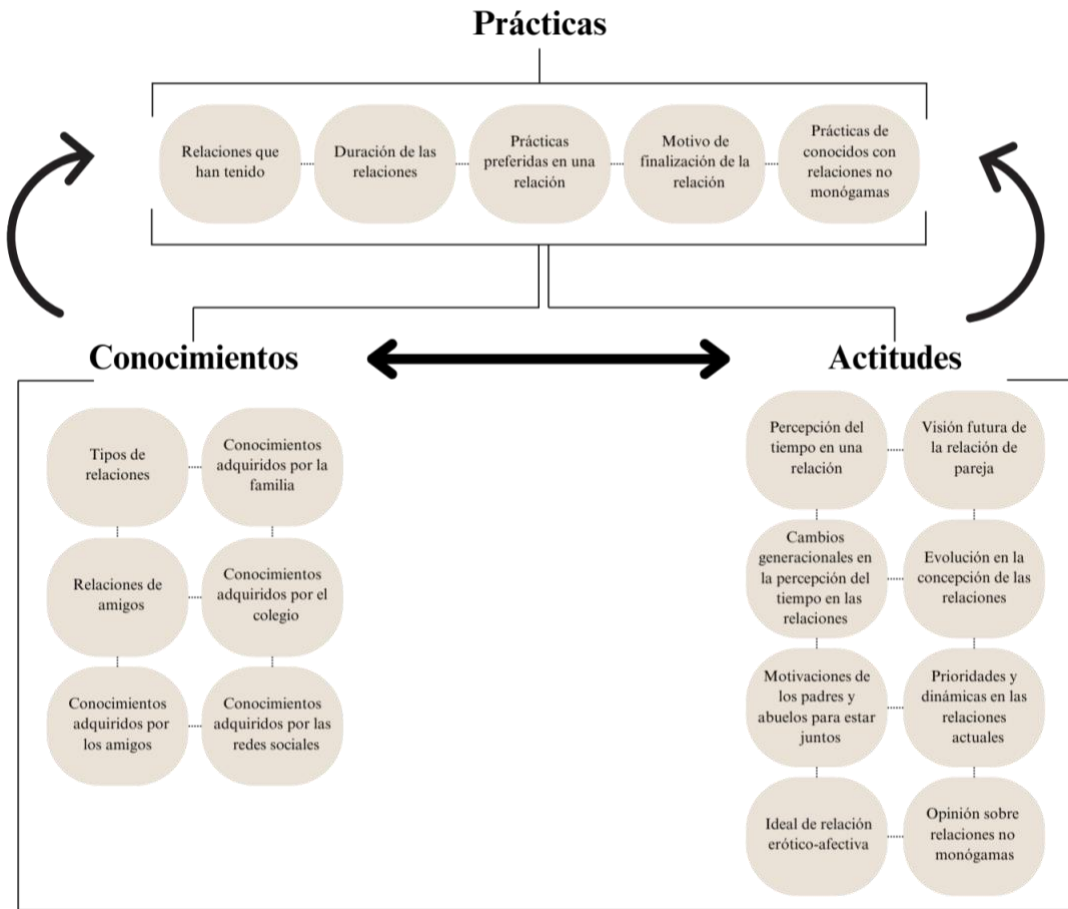 Prácticas
Relaciones que
han tenido
Duración de las
relaciones
Prácticas
preferidas en una
relación
Motivo de
finalización de la
relación
Prácticas de
conocidos con
relaciones no
monógamas
Conocimientos
Actitudes
Tipos de
relaciones
Conocimientos
adquiridos por la
familia
Relaciones de
amigos
Conocimientos
adquiridos por el
colegio
Conocimientos
adquiridos por
los amigos
Conocimientos
adquiridos por las
redes sociales
Percepción del
tiempo en una
relación
Visión futura de
la relación de
pareja
Cambios
generacionales en
la percepción del
tiempo en las
relaciones
Evolución en la
concepción de las
relaciones
Motivaciones de
los padres y
abuelos para estar
juntos
Prioridades y
dinámicas en las
relaciones
actuales
Ideal de relación
erótico-afectiva
Opinión sobre
relaciones no
monógamas